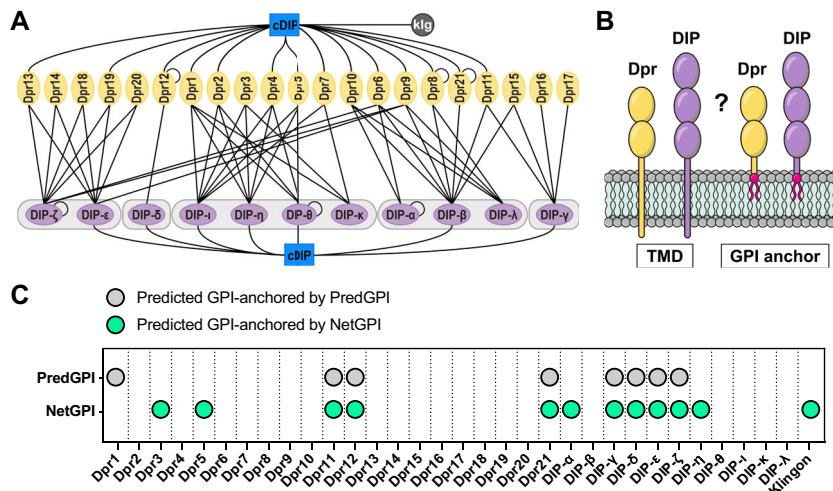 A
cDIP
klg
Dpr13
Dpr14
Dpr18
Dpr19
Dpr20
Dpr12
Dpr1
Dpr2
Dpr3
Dpr4
Dpr5
Dpr7
Dpr10
Dpr6
Dpr9
Dpr8
Dpr21
Dpr11
Dpr15
Dpr16
Dpr17
DIP-ζ
DIP-ε
DIP-δ
DIP-ι
DIP-η
DIP-θ
DIP-κ
DIP-α
DIP-β
DIP-λ
DIP-γ
cDIP
B
DIP
DIP
Dpr
Dpr
?
TMD
GPI anchor
C
Predicted GPI-anchored by PredGPI
Predicted GPI-anchored by NetGPI
PredGPI
NetGPI
Dpr1
Dpr2
Dpr3
Dpr4
Dpr5
Dpr6
Dpr7
Dpr8
Dpr9
Dpr10
Dpr11
Dpr12
Dpr13
Dpr14
Dpr15
Dpr16
Dpr17
Dpr18
Dpr19
Dpr20
Dpr21
DIP-α
DIP-β
DIP-γ
DIP-δ
DIP-ε
DIP-ζ
DIP-η
DIP-θ
DIP-ι
DIP-κ
DIP-λ
Klingon